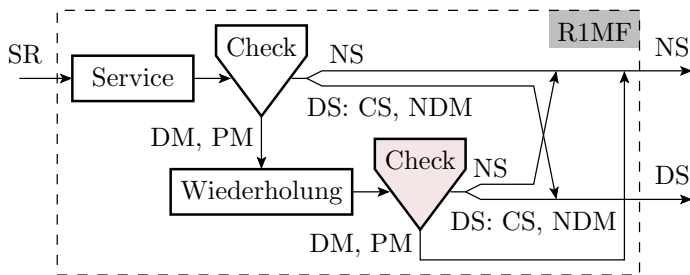 R1MF
SR
Service
Check
NS
NS
DS: CS, NDM
DM, PM
Wiederholung
Check
NS
DS
DS: CS, NDM
DM, PM